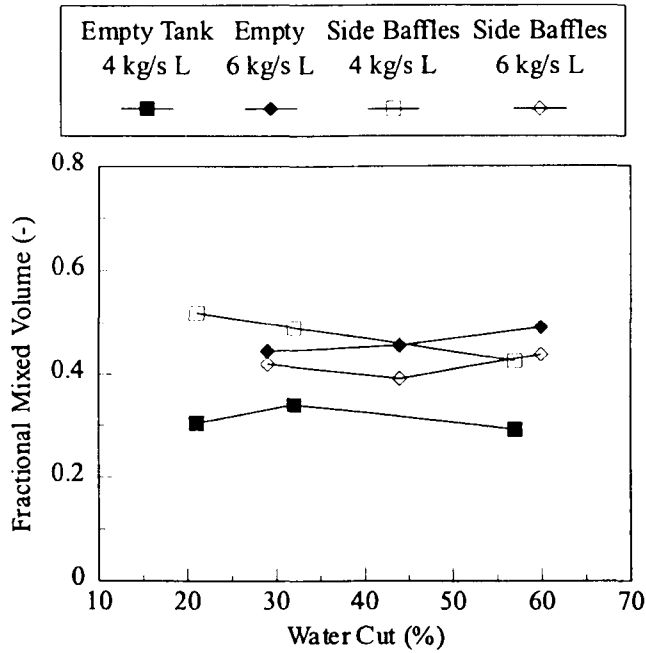 Empty Tank Empty Side Baffles Side Baffles
4 kg/s L 6 kg/s L 4 kg/s L 6 kg/s L
0.8
0.6
0.4
0.2
0
Fractional Mixed Volume (-)
10 20 30 40 50 60 70
Water Cut (%)